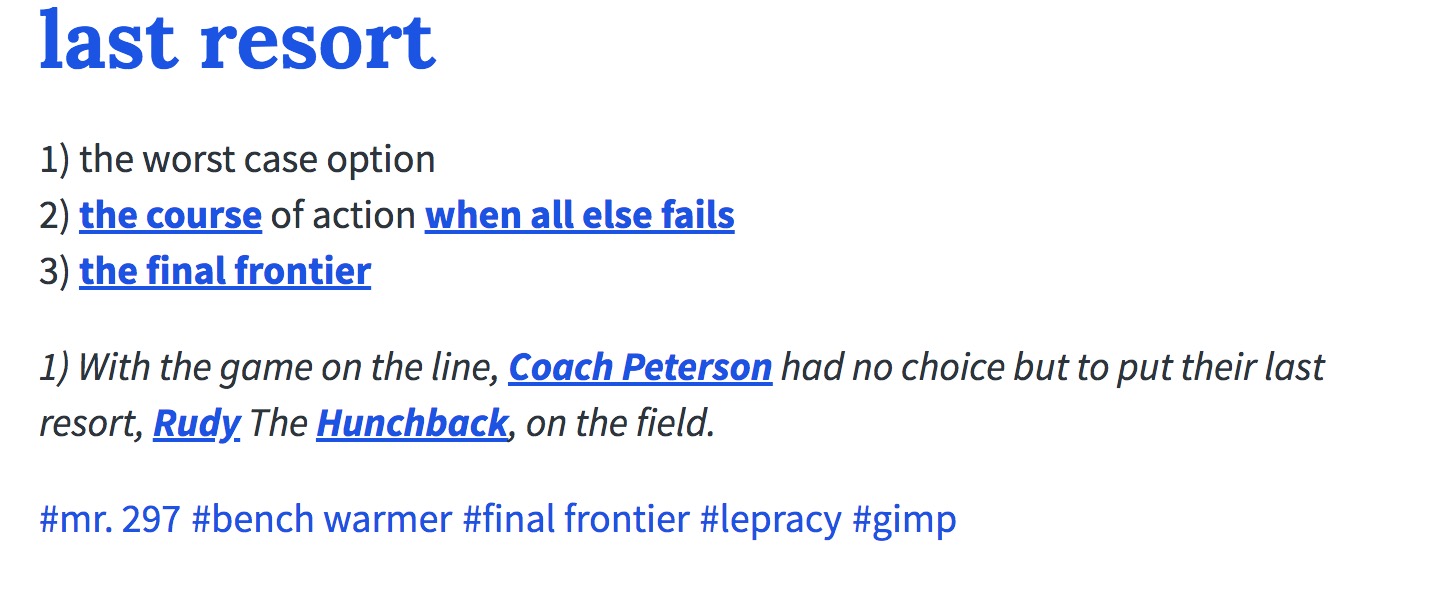 last resort
1) the worst case option
2) the course of action when all else fails
3) the final frontier
1) With the game on the line, Coach Peterson had no choice but to put their last
resort, Rudy The Hunchback, on the field.
#mr. 297 #bench warmer #final frontier #lepracy #gimp